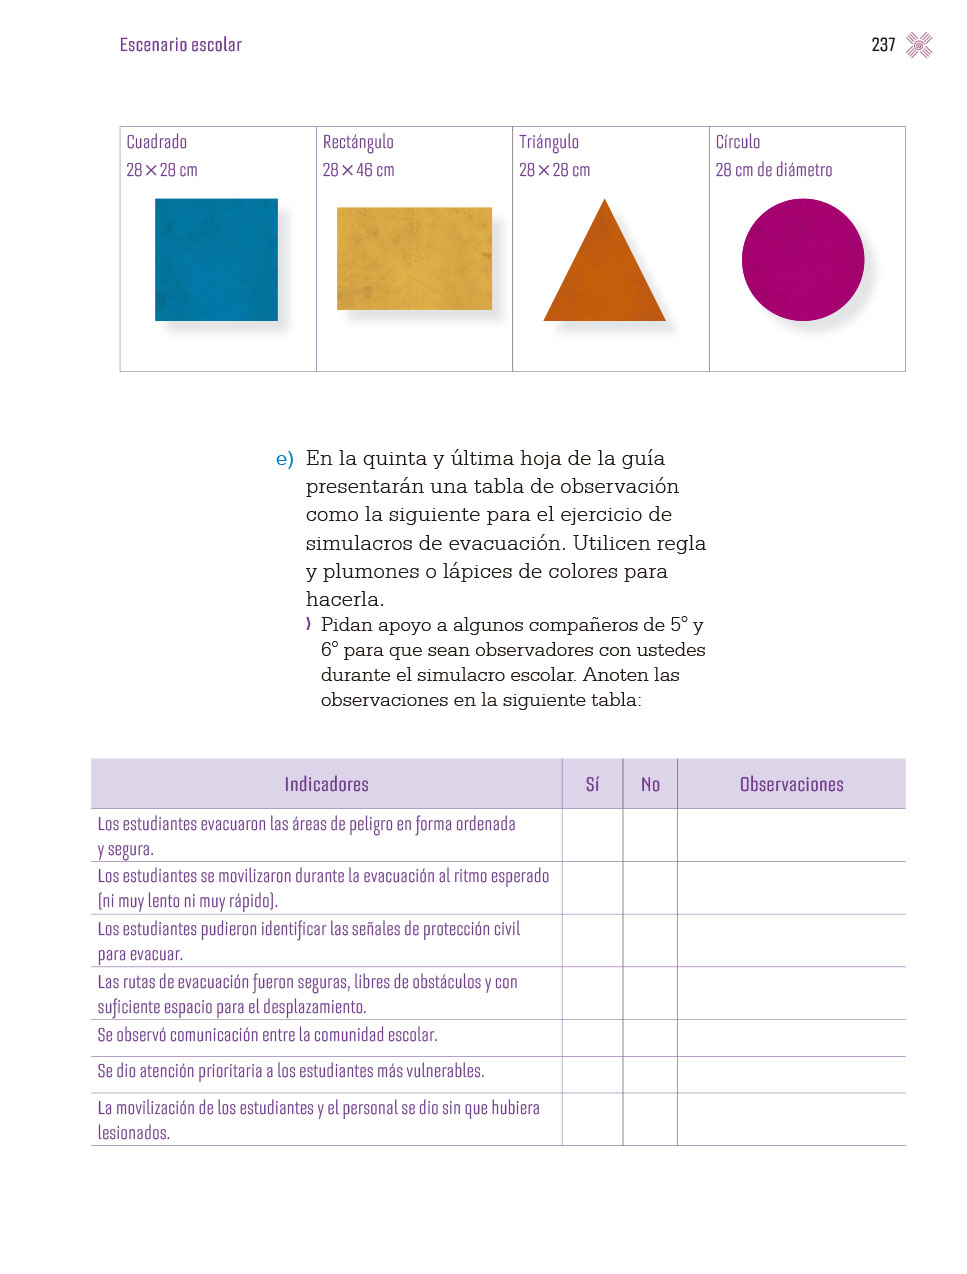 Escenario escolar
237
Cuadrado
28 × 28 cm
Rectángulo
28 × 46 cm
Triángulo
28 × 28 cm
Círculo
28 cm de diámetro
e) En la quinta y última hoja de la guía
presentarán una tabla de observación
como la siguiente para el ejercicio de
simulacros de evacuación. Utilicen regla
y plumones o lápices de colores para
hacerla.
⟩ Pidan apoyo a algunos compañeros de 5° y
6° para que sean observadores con ustedes
durante el simulacro escolar. Anoten las
observaciones en la siguiente tabla:
Indicadores Sí No Observaciones
Los estudiantes evacuaron las áreas de peligro en forma ordenada
y segura.
Los estudiantes se movilizaron durante la evacuación al ritmo esperado
(ni muy lento ni muy rápido).
Los estudiantes pudieron identificar las señales de protección civil
para evacuar.
Las rutas de evacuación fueron seguras, libres de obstáculos y con
suficiente espacio para el desplazamiento.
Se observó comunicación entre la comunidad escolar.
Se dio atención prioritaria a los estudiantes más vulnerables.
La movilización de los estudiantes y el personal se dio sin que hubiera
lesionados.